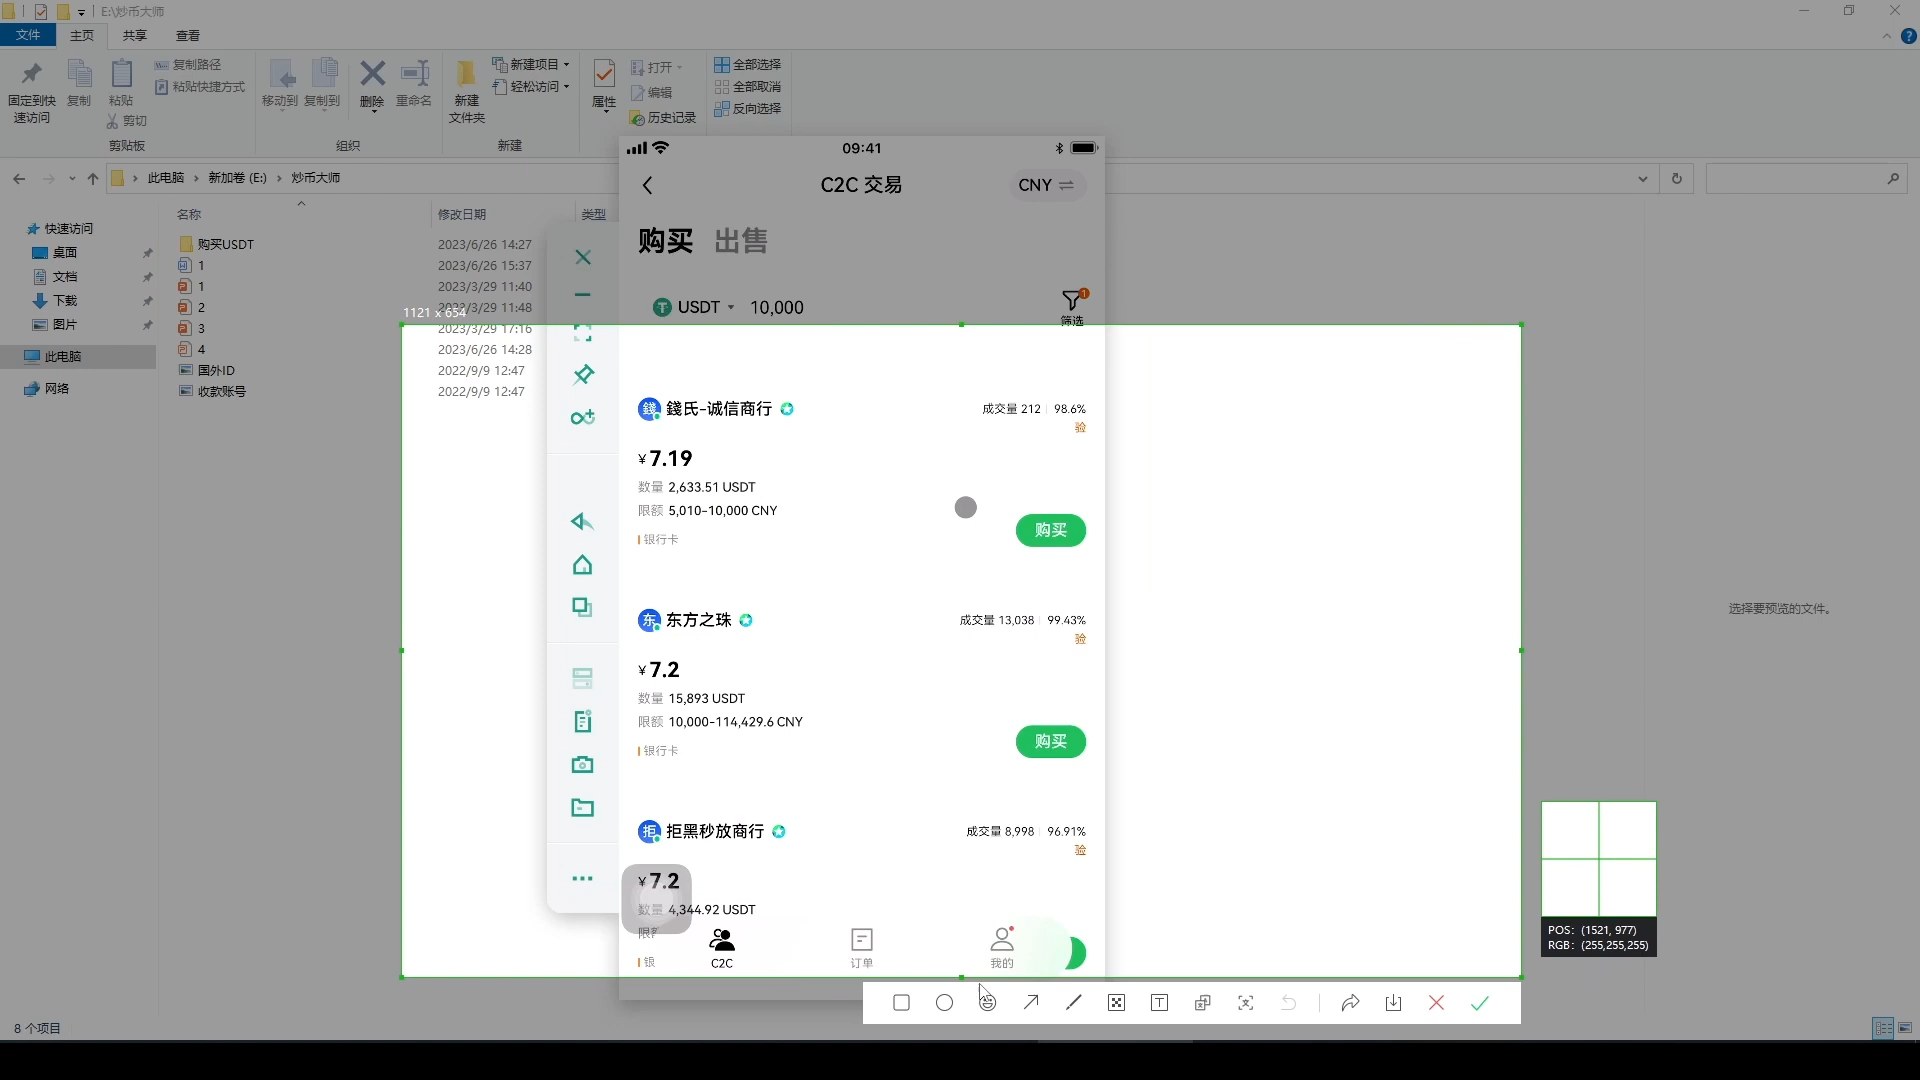 E:\炒币大师
文件 主页 共享 查看
固定到快速访问
复制
粘贴
复制路径
粘贴快捷方式
剪切
剪贴板
移动到
复制到
删除
重命名
组织
新建文件夹
新建项目
轻松访问
新建
属性
打开
编辑
历史记录
全部选择
全部取消
反向选择
此电脑 › 新加卷 (E:) › 炒币大师
名称 修改日期 类型
快速访问
桌面
文档
下载
图片
此电脑
网络
购买USDT 2023/6/26 14:27
1 2023/6/26 15:37
1 2023/3/29 11:40
2 2023/3/29 11:48
3 2023/3/29 17:16
4 2023/6/26 14:28
国外ID 2022/9/9 12:47
收款账号 2022/9/9 12:47
1121 x 654
09:41
C2C 交易
CNY
购买 出售
USDT 10,000
1
筛选
錢 錢氏-诚信商行 成交量 212 98.6%
验
¥7.19
数量 2,633.51 USDT
限额 5,010-10,000 CNY
银行卡
购买
东 东方之珠 成交量 13,038 99.43%
验
¥7.2
数量 15,893 USDT
限额 10,000-114,429.6 CNY
银行卡
购买
拒 拒黑秒放商行 成交量 8,998 96.91%
验
¥7.2
数量 4,344.92 USDT
银
C2C 订单 我的
选择要预览的文件。
POS: (1521, 977)
RGB: (255,255,255)
8 个项目